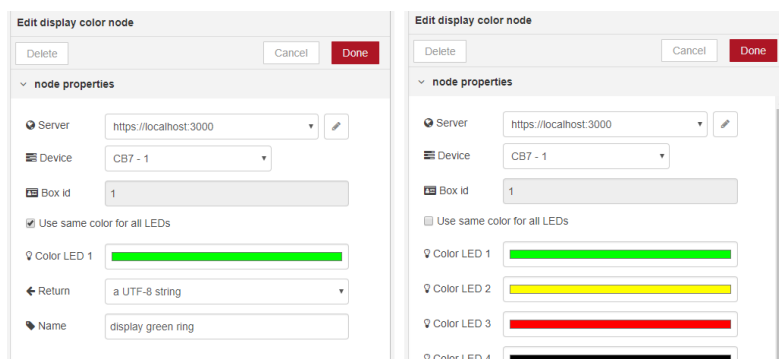 Edit display color node
Delete
Cancel
Done
node properties
Server
https://localhost:3000
Device
CB7 - 1
Box id
1
Use same color for all LEDs
Color LED 1
Return
a UTF-8 string
Name
display green ring
Edit display color node
Delete
Cancel
Done
node properties
Server
https://localhost:3000
Device
CB7 - 1
Box id
1
Use same color for all LEDs
Color LED 1
Color LED 2
Color LED 3
Color LED 4